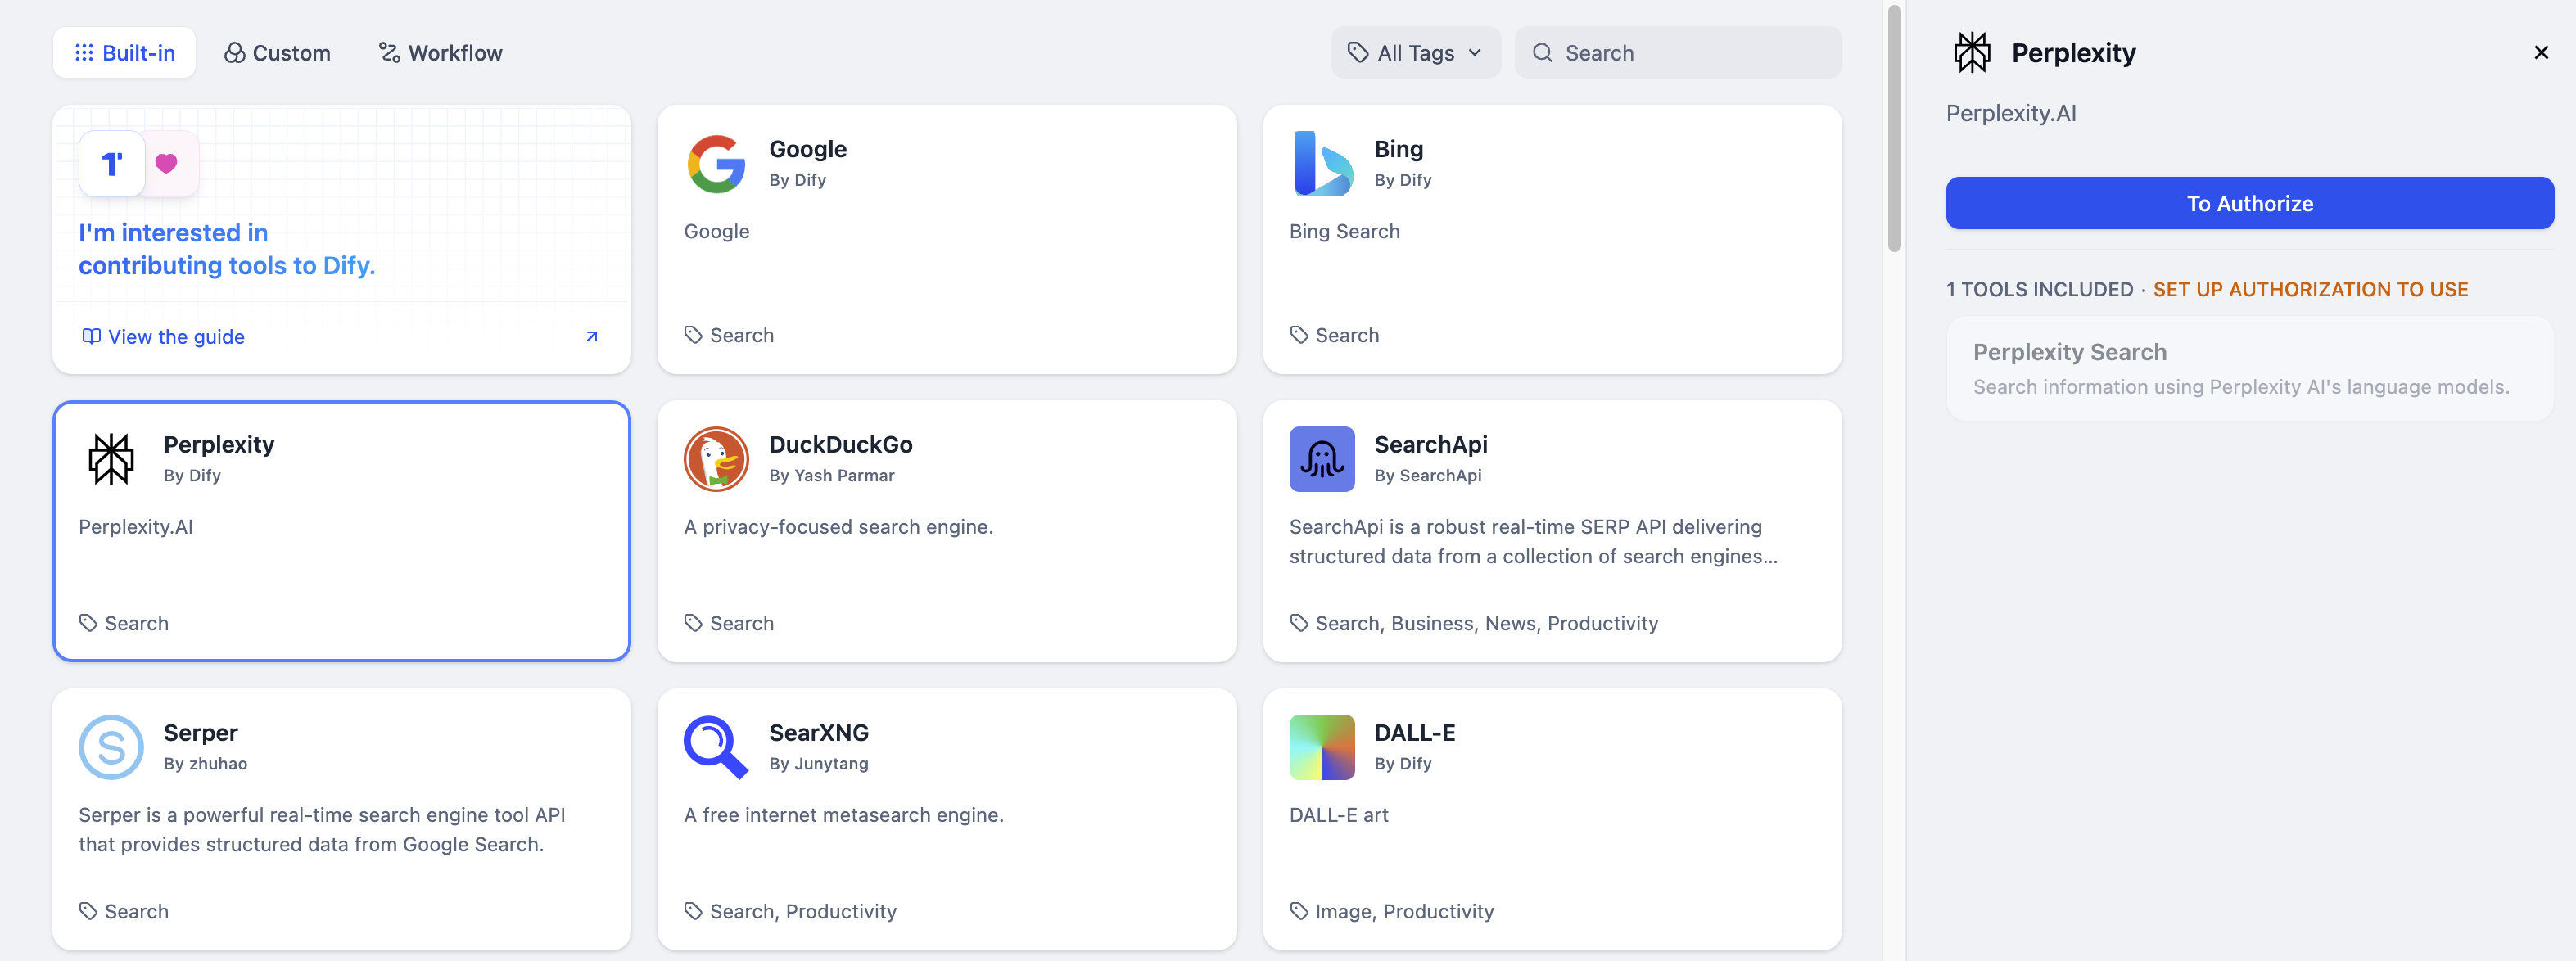 Built-in
Custom
Workflow
All Tags
Search
I'm interested in
contributing tools to Dify.
View the guide
Google
By Dify
Google
Search
Bing
By Dify
Bing Search
Search
Perplexity
By Dify
Perplexity.AI
Search
DuckDuckGo
By Yash Parmar
A privacy-focused search engine.
Search
SearchApi
By SearchApi
SearchApi is a robust real-time SERP API delivering
structured data from a collection of search engines...
Search, Business, News, Productivity
Serper
By zhuhao
Serper is a powerful real-time search engine tool API
that provides structured data from Google Search.
Search
SearXNG
By Junytang
A free internet metasearch engine.
Search, Productivity
DALL-E
By Dify
DALL-E art
Image, Productivity
Perplexity
Perplexity.AI
To Authorize
1 TOOLS INCLUDED · SET UP AUTHORIZATION TO USE
Perplexity Search
Search information using Perplexity AI's language models.